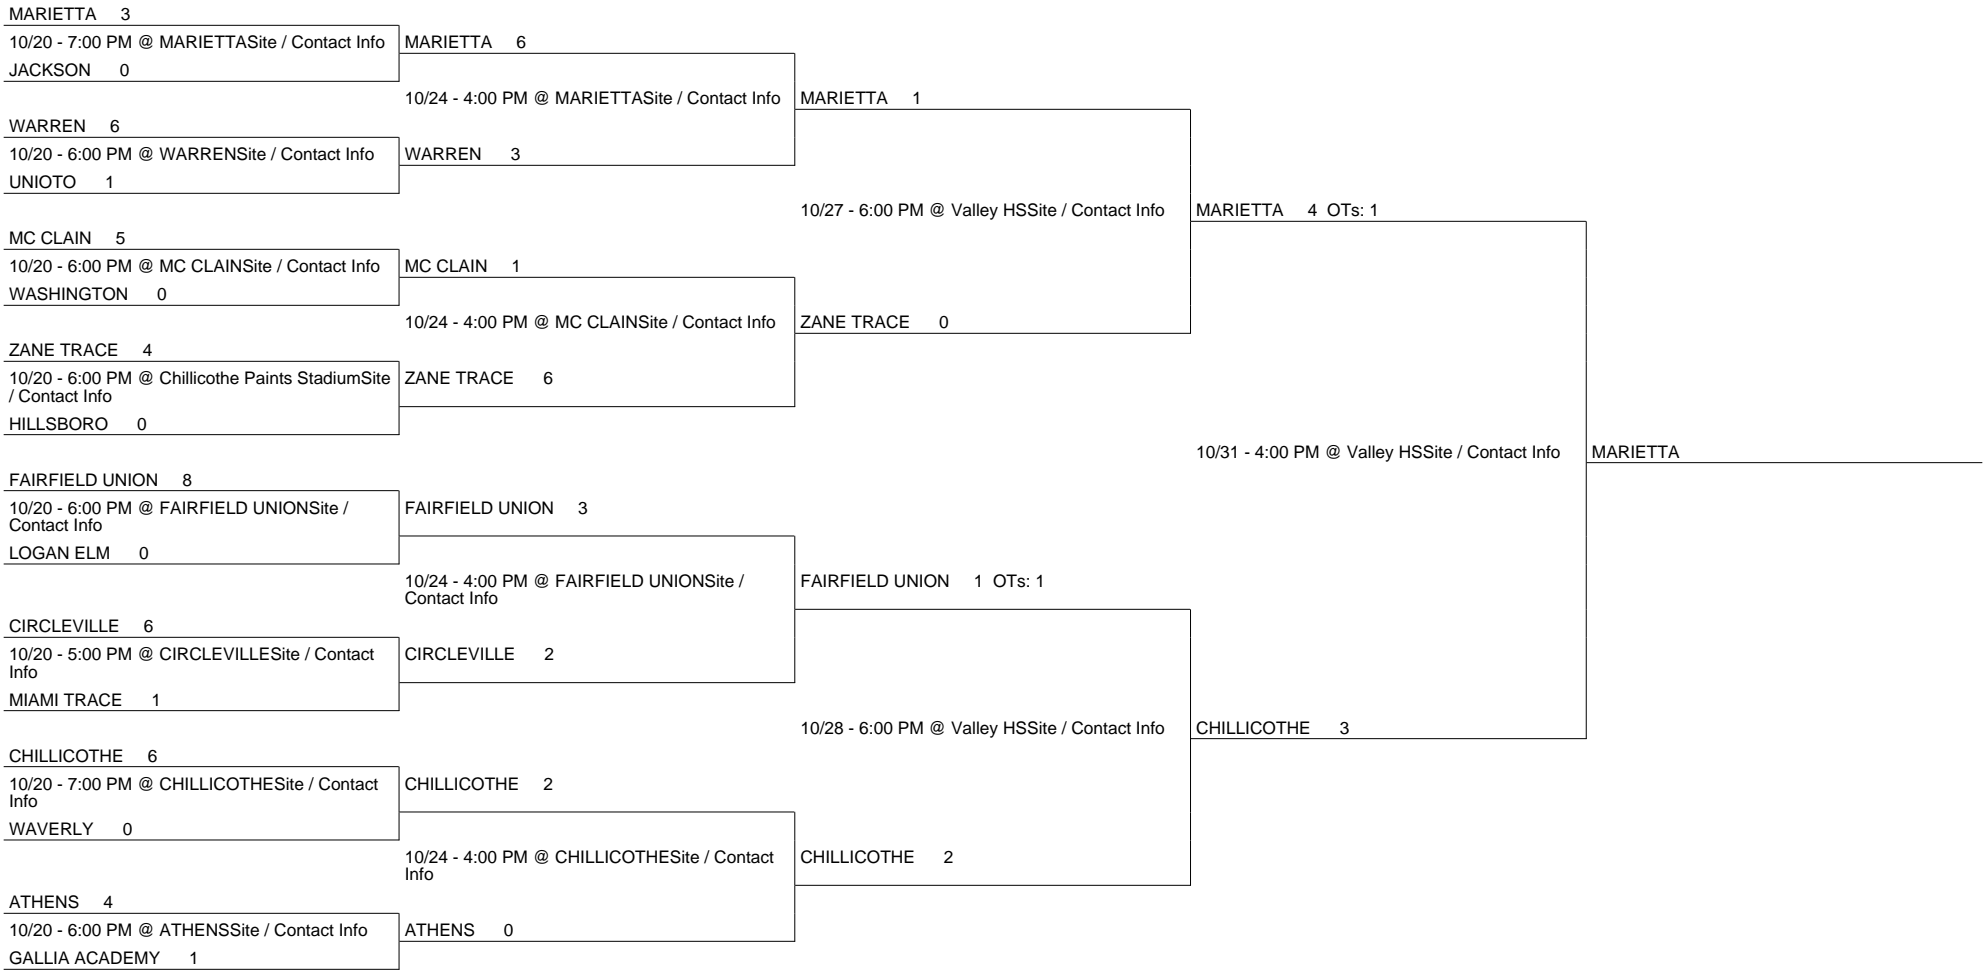 MARIETTA 3
10/20 - 7:00 PM @ MARIETTASite / Contact Info
JACKSON 0
WARREN 6
10/20 - 6:00 PM @ WARRENSite / Contact Info
UNIOTO 1
MC CLAIN 5
10/20 - 6:00 PM @ MC CLAINSite / Contact Info
WASHINGTON 0
ZANE TRACE 4
10/20 - 6:00 PM @ Chillicothe Paints StadiumSite
/ Contact Info
HILLSBORO 0
FAIRFIELD UNION 8
10/20 - 6:00 PM @ FAIRFIELD UNIONSite /
Contact Info
LOGAN ELM 0
CIRCLEVILLE 6
10/20 - 5:00 PM @ CIRCLEVILLESite / Contact
Info
MIAMI TRACE 1
CHILLICOTHE 6
10/20 - 7:00 PM @ CHILLICOTHESite / Contact
Info
WAVERLY 0
ATHENS 4
10/20 - 6:00 PM @ ATHENSSite / Contact Info
GALLIA ACADEMY 1
MARIETTA 6
10/24 - 4:00 PM @ MARIETTASite / Contact Info
WARREN 3
MC CLAIN 1
10/24 - 4:00 PM @ MC CLAINSite / Contact Info
ZANE TRACE 6
FAIRFIELD UNION 3
10/24 - 4:00 PM @ FAIRFIELD UNIONSite /
Contact Info
CIRCLEVILLE 2
CHILLICOTHE 2
10/24 - 4:00 PM @ CHILLICOTHESite / Contact
Info
ATHENS 0
MARIETTA 1
10/27 - 6:00 PM @ Valley HSSite / Contact Info
ZANE TRACE 0
FAIRFIELD UNION 1 OTs: 1
10/28 - 6:00 PM @ Valley HSSite / Contact Info
CHILLICOTHE 2
MARIETTA 4 OTs: 1
10/31 - 4:00 PM @ Valley HSSite / Contact Info
CHILLICOTHE 3
MARIETTA